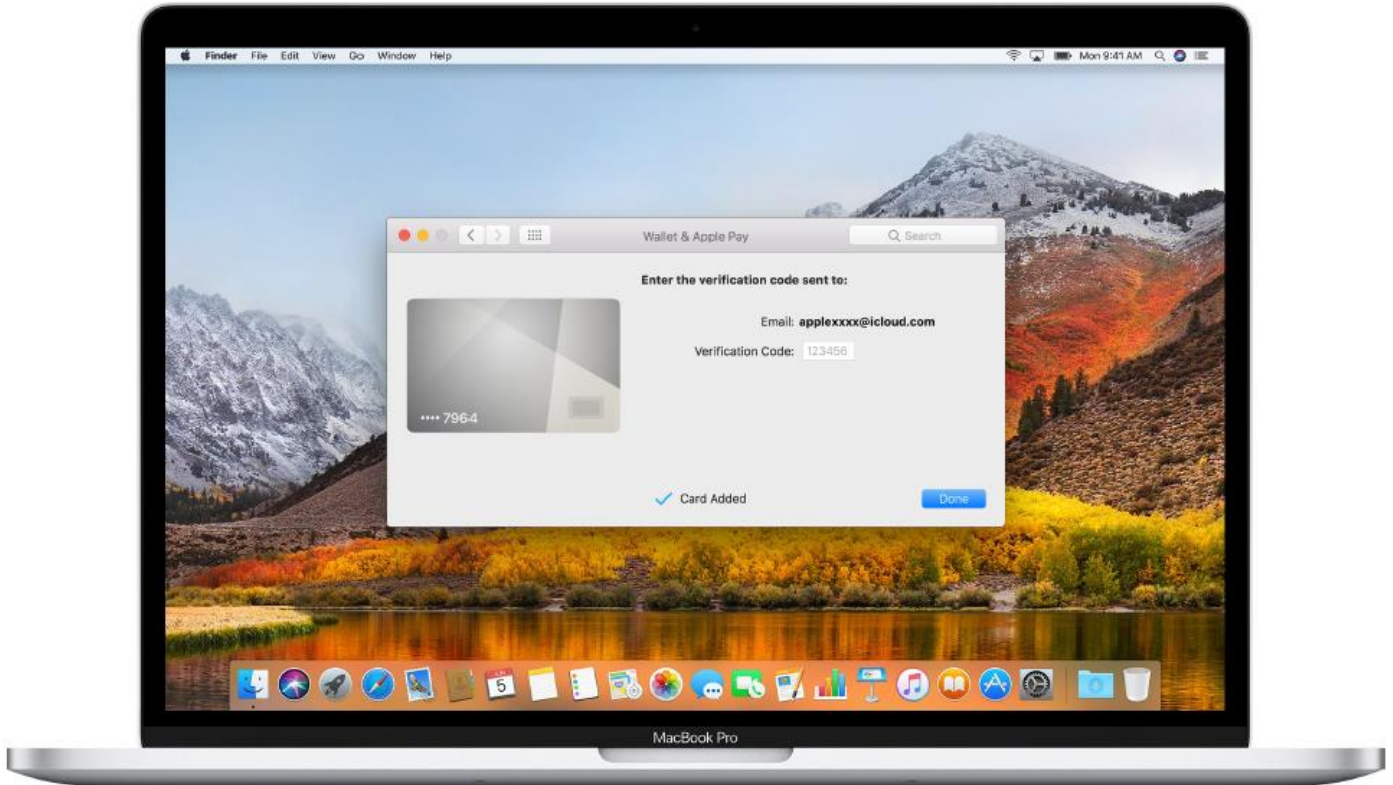 Finder File Edit View Go Window Help Mon 9:41 AM
Wallet & Apple Pay Search
Enter the verification code sent to:
Email: applexxxx@icloud.com
Verification Code: 123456
•••• 7964
Card Added Done
5
MacBook Pro